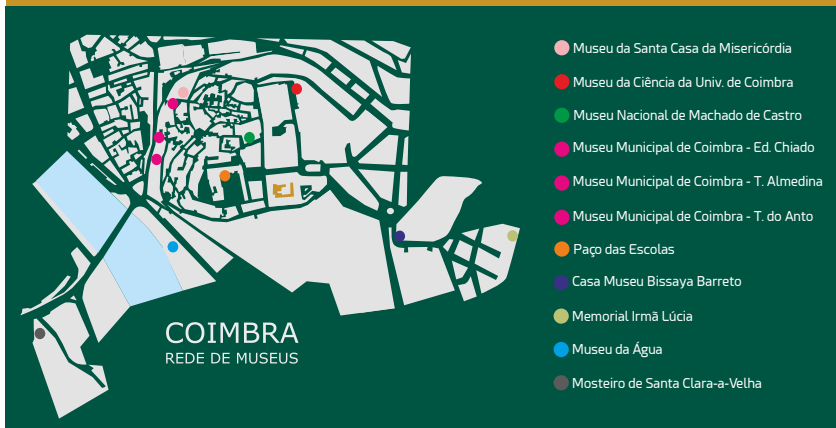 Museu da Santa Casa da Misericórdia
Museu da Ciência da Univ. de Coimbra
Museu Nacional de Machado de Castro
Museu Municipal de Coimbra - Ed. Chiado
Museu Municipal de Coimbra - T. Almedina
Museu Municipal de Coimbra - T. do Anto
Paço das Escolas
Casa Museu Bissaya Barreto
Memorial Irmã Lúcia
Museu da Água
Mosteiro de Santa Clara-a-Velha
COIMBRA
REDE DE MUSEUS